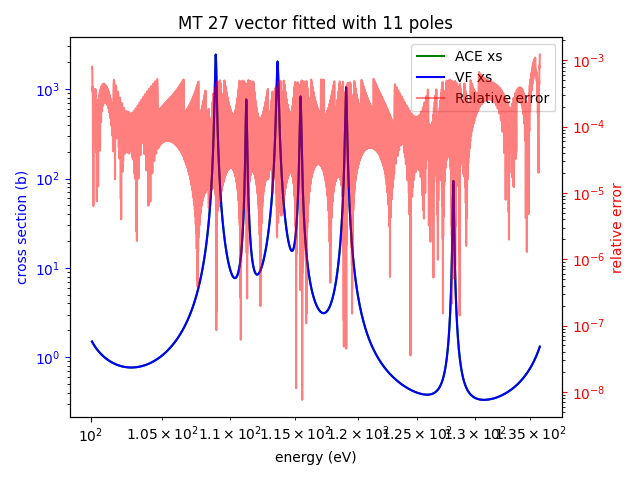 MT 27 vector fitted with 11 poles
ACE xs
VF xs
Relative error
cross section (b)
10³
10²
10¹
10⁰
relative error
10⁻³
10⁻⁴
10⁻⁵
10⁻⁶
10⁻⁷
10⁻⁸
10² 1.05 × 10² 1.1 × 10² 1.15 × 10² 1.2 × 10² 1.25 × 10² 1.3 × 10² 1.35 × 10²
energy (eV)